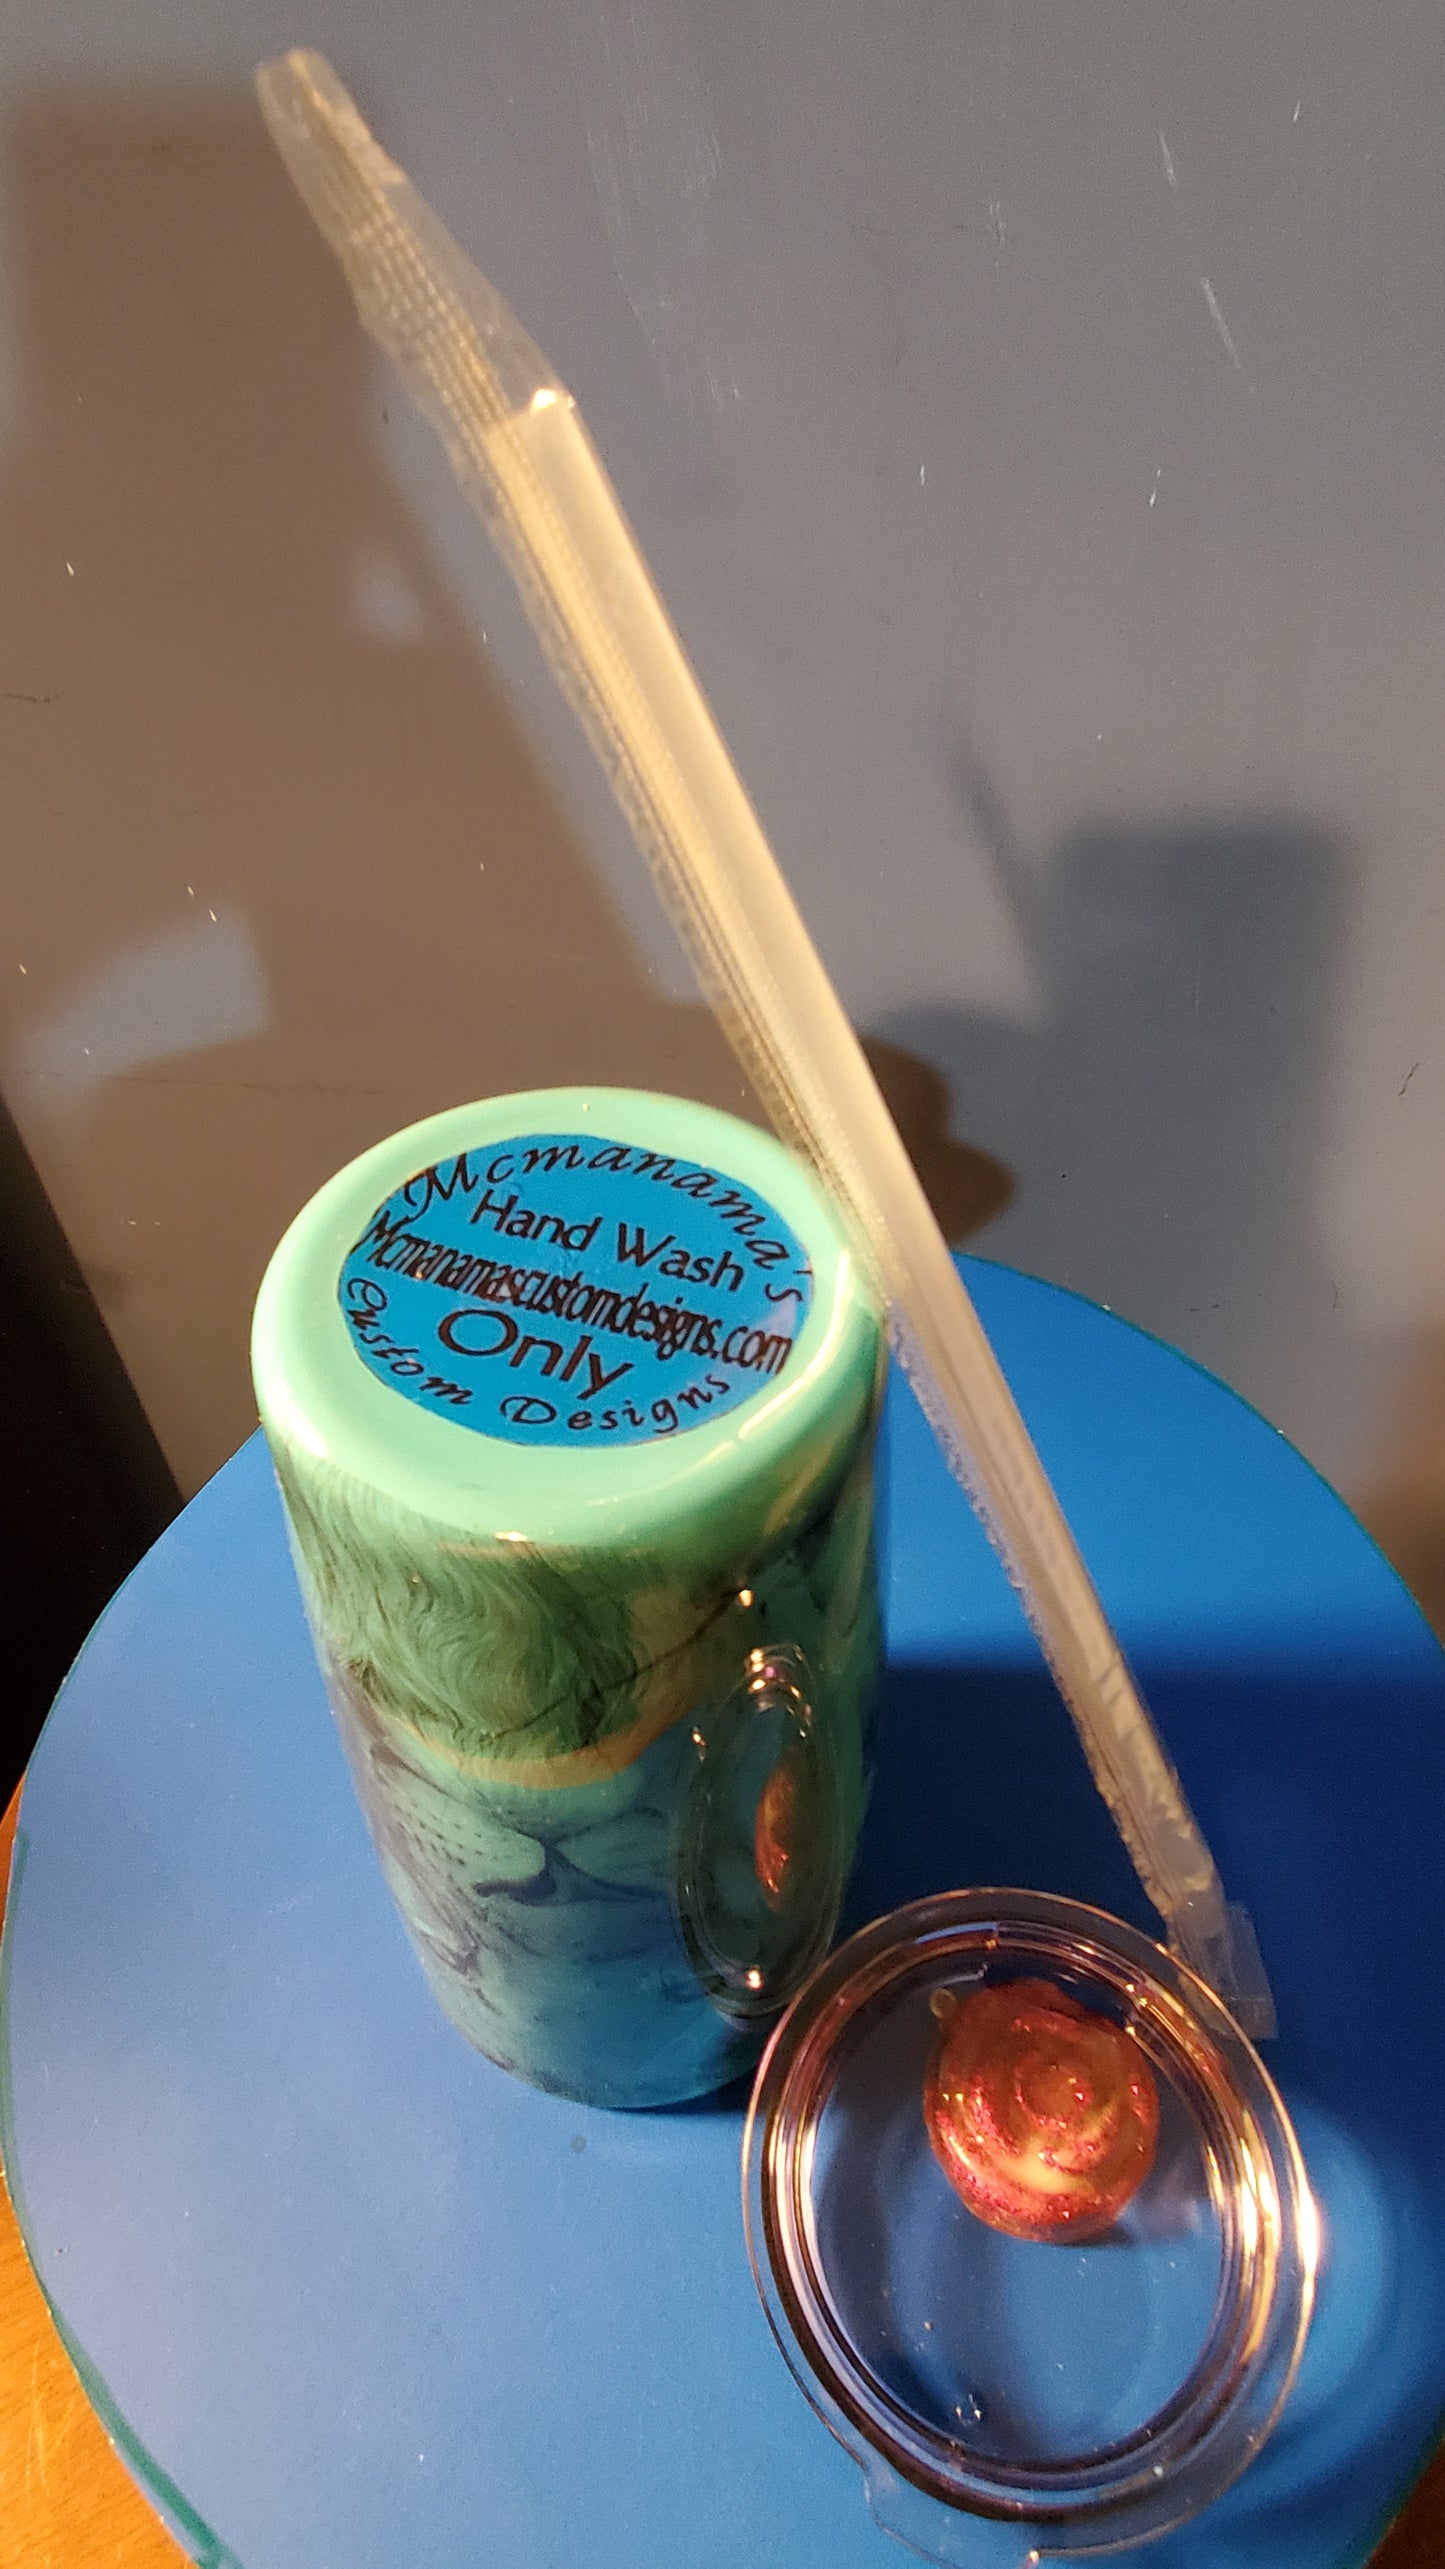 Mcmanama's
Hand Wash
Mcmanamascustomdesigns.com
Only
Custom Designs